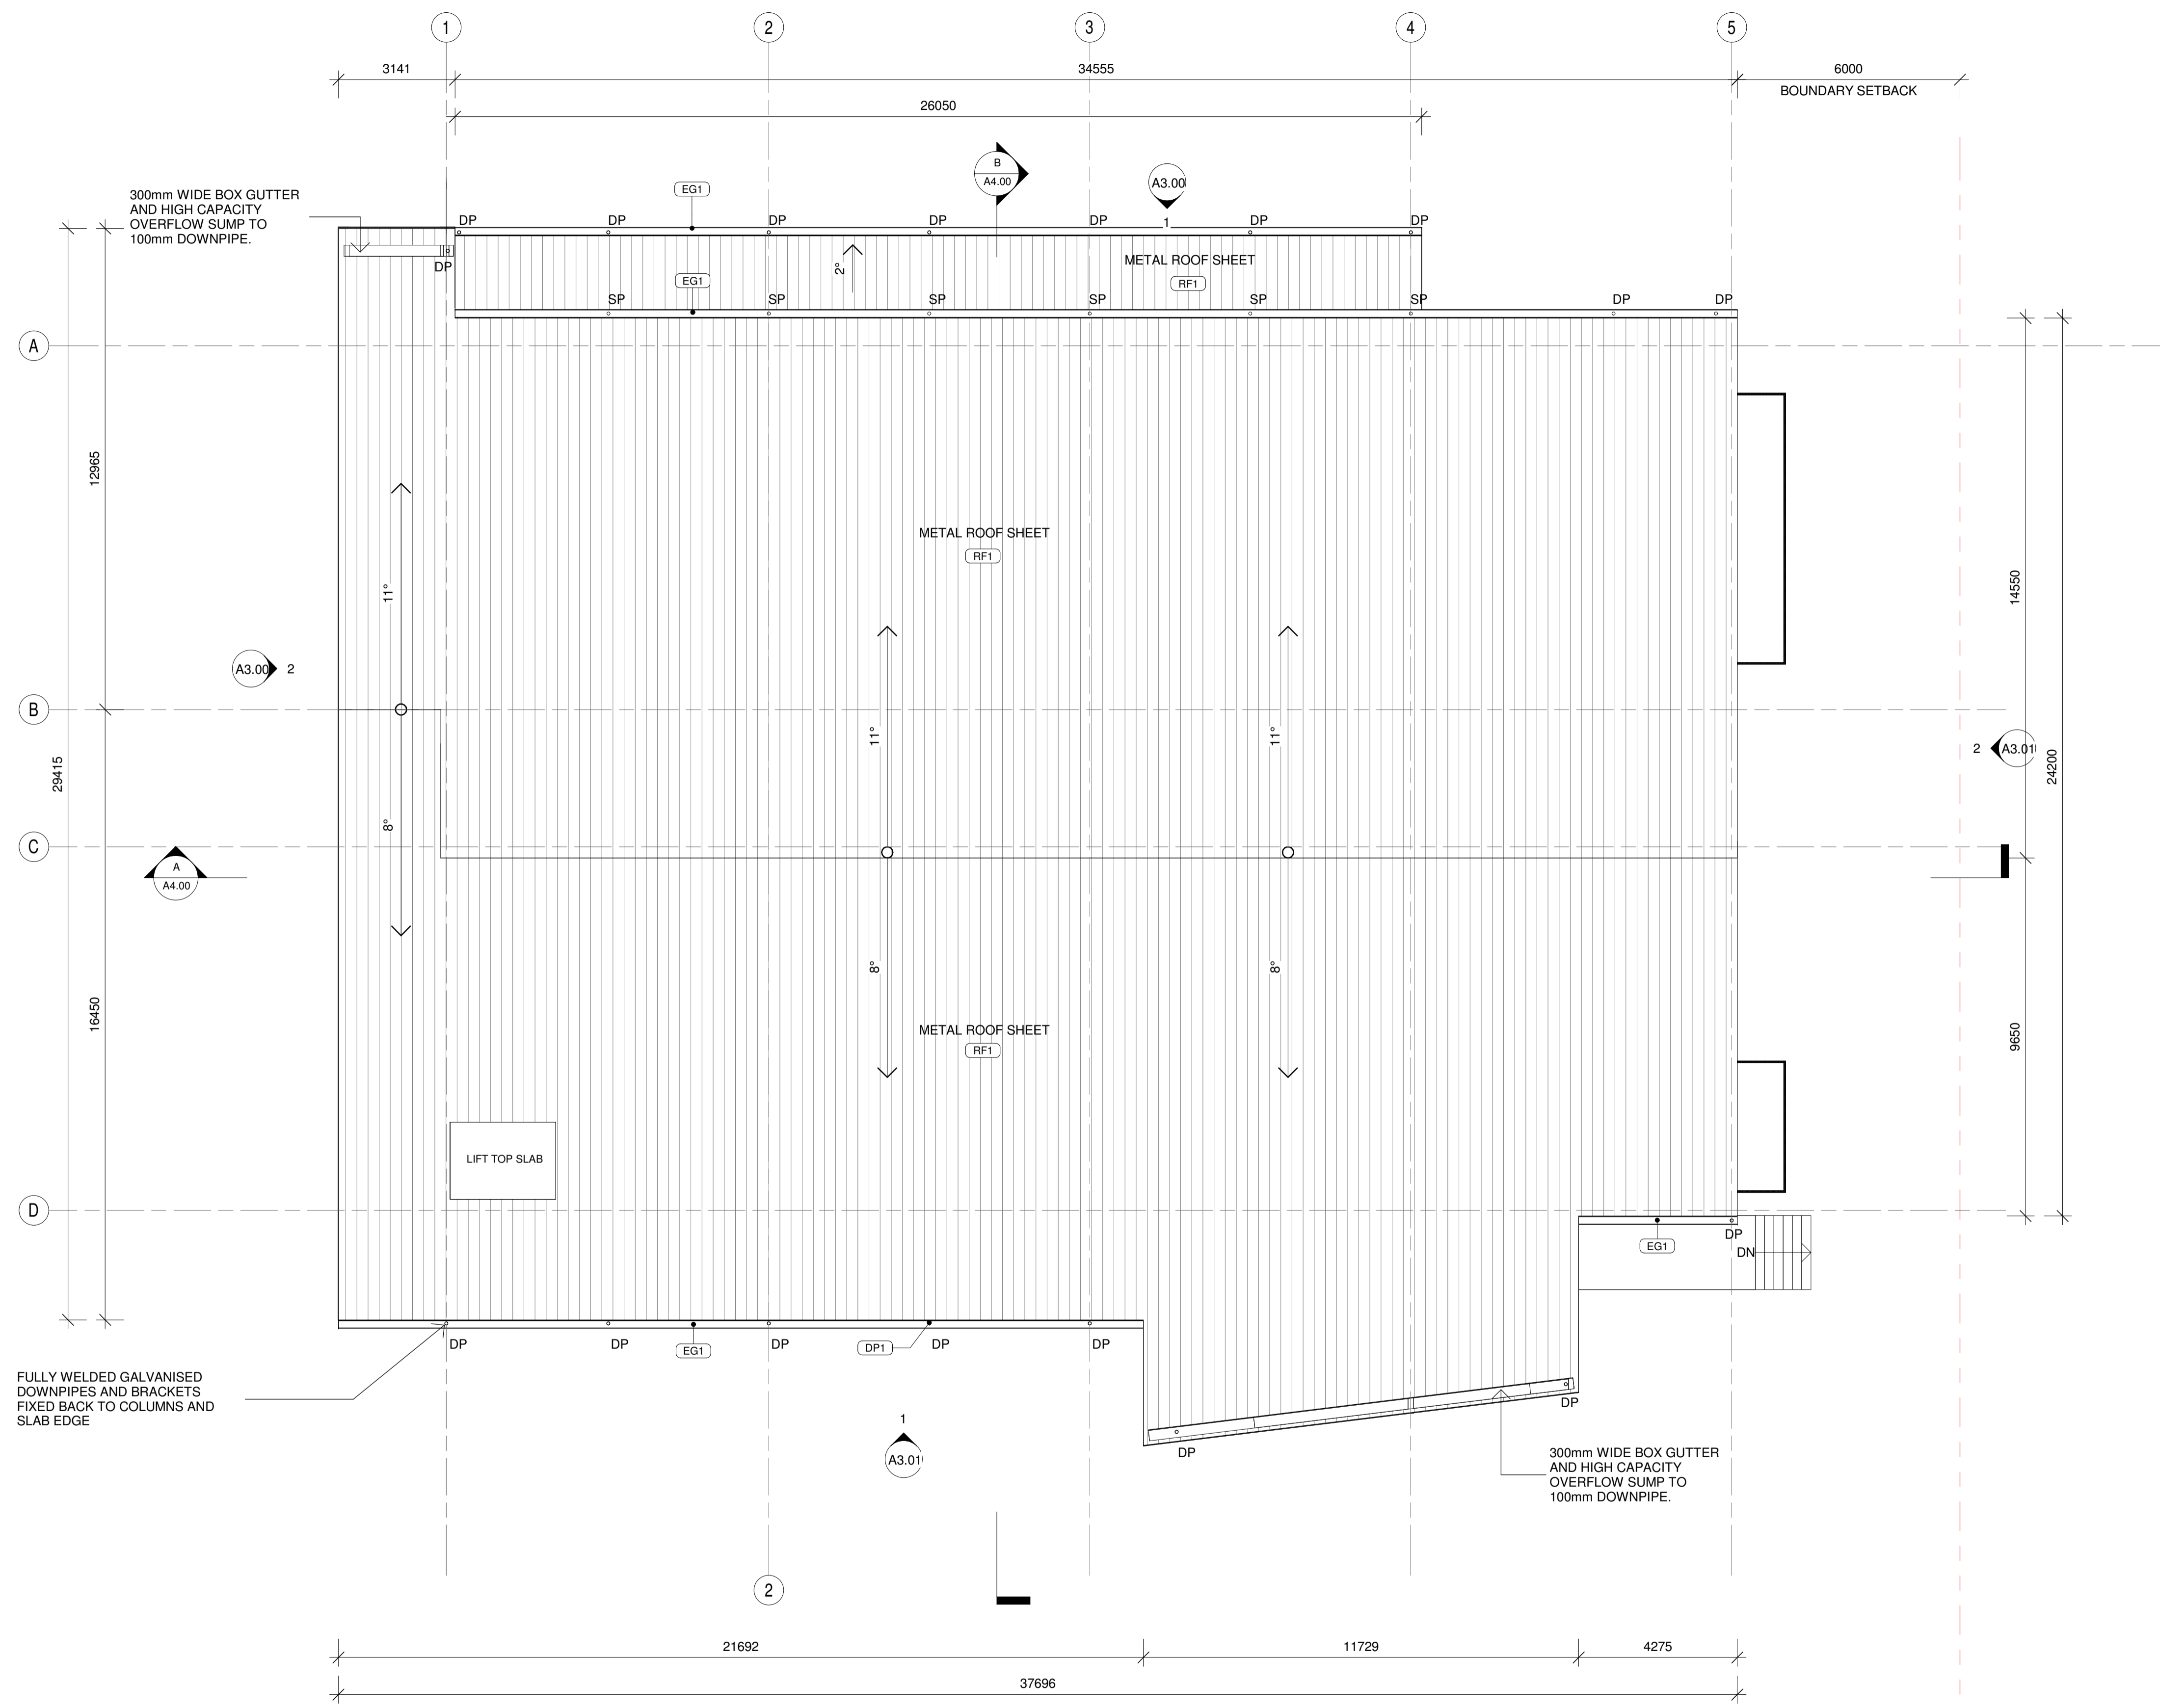 1
2
3
4
5
3141
34555
6000
BOUNDARY SETBACK
26050
B
A4.00
A3.00
1
300mm WIDE BOX GUTTER
AND HIGH CAPACITY
OVERFLOW SUMP TO
100mm DOWNPIPE.
EG1
DP
DP
DP
DP
DP
DP
DP
DP
2°
METAL ROOF SHEET
RF1
EG1
SP
SP
SP
SP
SP
SP
DP
DP
A
12965
METAL ROOF SHEET
RF1
11°
14550
A3.00
2
B
11°
11°
2
A3.01
29415
24200
C
8°
A
A4.00
8°
8°
16450
METAL ROOF SHEET
RF1
9650
LIFT TOP SLAB
D
DP
EG1
DN
DP
DP
EG1
DP
DP1
DP
DP
FULLY WELDED GALVANISED
DOWNPIPES AND BRACKETS
FIXED BACK TO COLUMNS AND
SLAB EDGE
DP
1
A3.01
DP
300mm WIDE BOX GUTTER
AND HIGH CAPACITY
OVERFLOW SUMP TO
100mm DOWNPIPE.
2
21692
11729
4275
37696